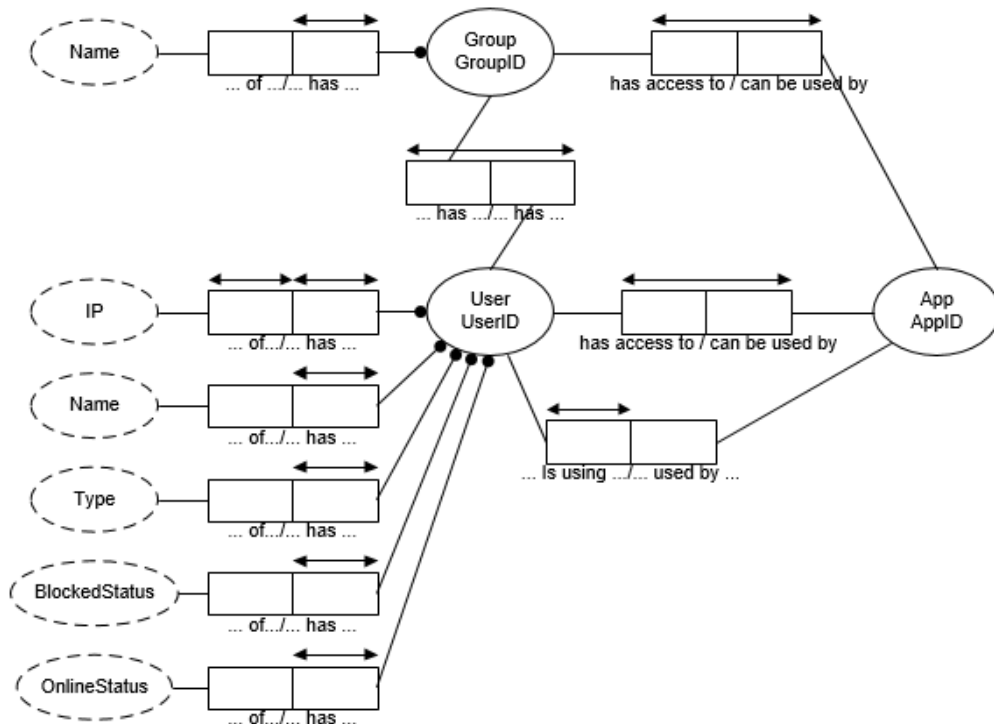 Name
Group
GroupID
... of .../... has ...
has access to / can be used by
... has .../... has ...
IP
User
UserID
App
AppID
... of.../... has ...
has access to / can be used by
Name
... of.../... has ...
... Is using .../... used by ...
Type
... of.../... has ...
BlockedStatus
... of.../... has ...
OnlineStatus
... of.../... has ...